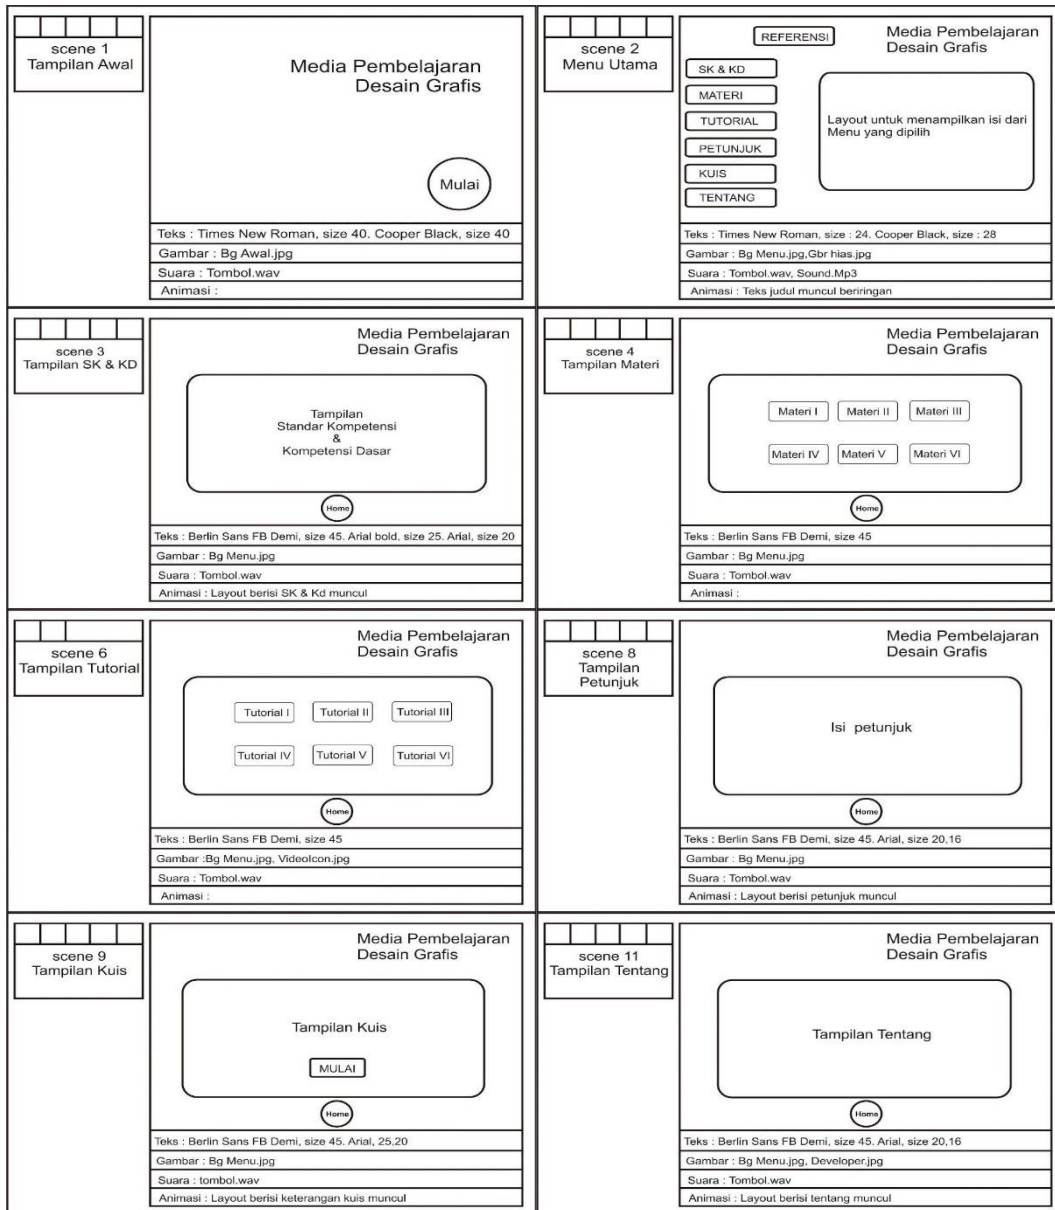 scene 1
Tampilan Awal
Media Pembelajaran
Desain Grafis
Mulai
Teks : Times New Roman, size 40. Cooper Black, size 40
Gambar : Bg Awal.jpg
Suara : Tombol.wav
Animasi :
scene 2
Menu Utama
REFERENSI
Media Pembelajaran
Desain Grafis
SK & KD
MATERI
TUTORIAL
PETUNJUK
KUIS
TENTANG
Layout untuk menampilkan isi dari
Menu yang dipilih
Teks : Times New Roman, size : 24. Cooper Black, size : 28
Gambar : Bg Menu.jpg,Gbr hias.jpg
Suara : Tombol.wav, Sound.Mp3
Animasi : Teks judul muncul beriringan
scene 3
Tampilan SK & KD
Media Pembelajaran
Desain Grafis
Tampilan
Standar Kompetensi
&
Kompetensi Dasar
Home
Teks : Berlin Sans FB Demi, size 45. Arial bold, size 25. Arial, size 20
Gambar : Bg Menu.jpg
Suara : Tombol.wav
Animasi : Layout berisi SK & Kd muncul
scene 4
Tampilan Materi
Media Pembelajaran
Desain Grafis
Materi I Materi II Materi III
Materi IV Materi V Materi VI
Home
Teks : Berlin Sans FB Demi, size 45
Gambar : Bg Menu.jpg
Suara : Tombol.wav
Animasi :
scene 6
Tampilan Tutorial
Media Pembelajaran
Desain Grafis
Tutorial I Tutorial II Tutorial III
Tutorial IV Tutorial V Tutorial VI
Home
Teks : Berlin Sans FB Demi, size 45
Gambar :Bg Menu.jpg, VideoIcon.jpg
Suara : Tombol.wav
Animasi :
scene 8
Tampilan
Petunjuk
Media Pembelajaran
Desain Grafis
Isi petunjuk
Home
Teks : Berlin Sans FB Demi, size 45. Arial, size 20,16
Gambar : Bg Menu.jpg
Suara : Tombol.wav
Animasi : Layout berisi petunjuk muncul
scene 9
Tampilan Kuis
Media Pembelajaran
Desain Grafis
Tampilan Kuis
MULAI
Home
Teks : Berlin Sans FB Demi, size 45. Arial, 25,20
Gambar : Bg Menu.jpg
Suara : tombol.wav
Animasi : Layout berisi keterangan kuis muncul
scene 11
Tampilan Tentang
Media Pembelajaran
Desain Grafis
Tampilan Tentang
Home
Teks : Berlin Sans FB Demi, size 45. Arial, size 20,16
Gambar : Bg Menu.jpg, Developer.jpg
Suara : Tombol.wav
Animasi : Layout berisi tentang muncul